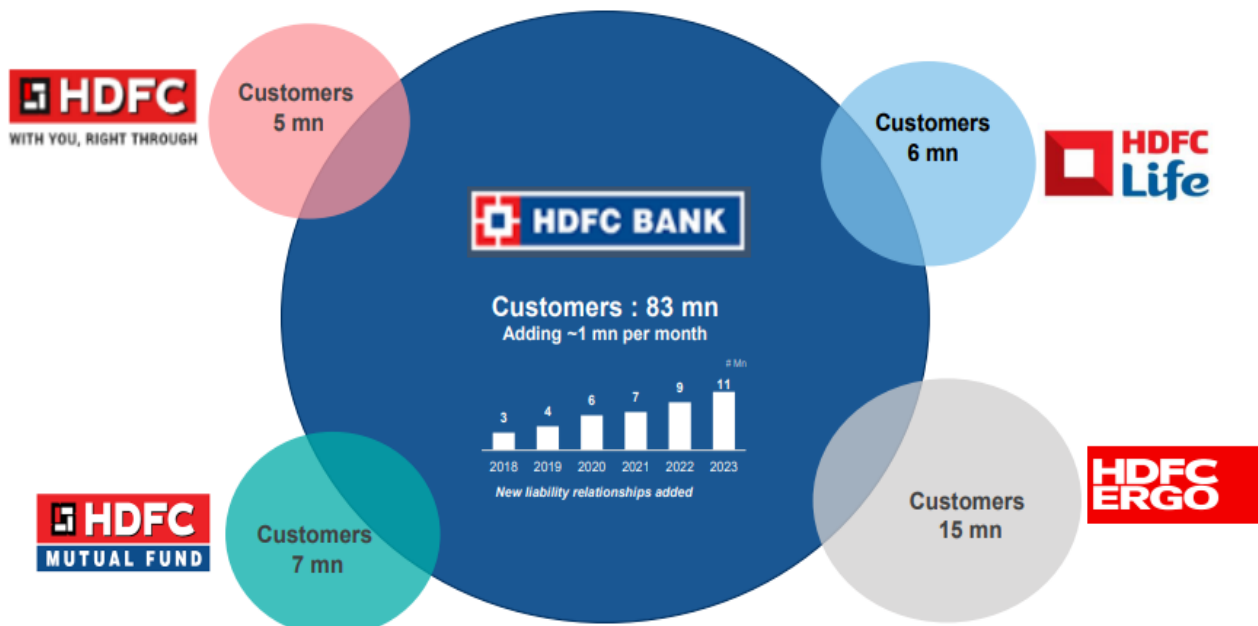 HDFC
WITH YOU, RIGHT THROUGH
Customers
5 mn
Customers
6 mn
HDFC
Life
HDFC BANK
Customers : 83 mn
Adding ~1 mn per month
# Mn
3 4 6 7 9 11
2018 2019 2020 2021 2022 2023
New liability relationships added
HDFC
MUTUAL FUND
Customers
7 mn
Customers
15 mn
HDFC
ERGO